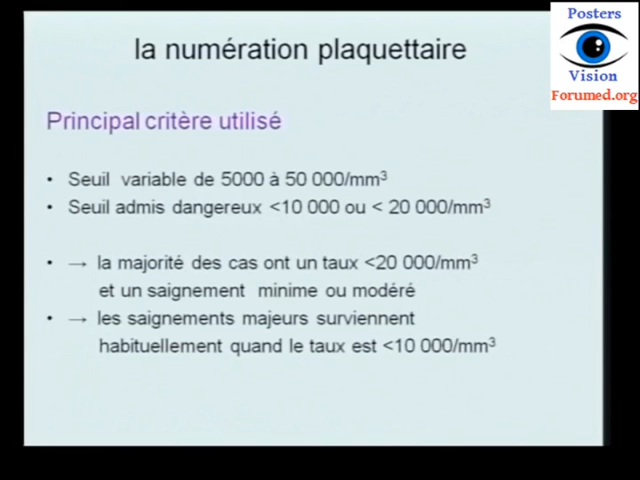 la numération plaquettaire
Posters
Vision
Forumed.org
Principal critère utilisé
• Seuil variable de 5000 à 50 000/mm³
• Seuil admis dangereux <10 000 ou < 20 000/mm³
• → la majorité des cas ont un taux <20 000/mm³
et un saignement minime ou modéré
• → les saignements majeurs surviennent
habituellement quand le taux est <10 000/mm³